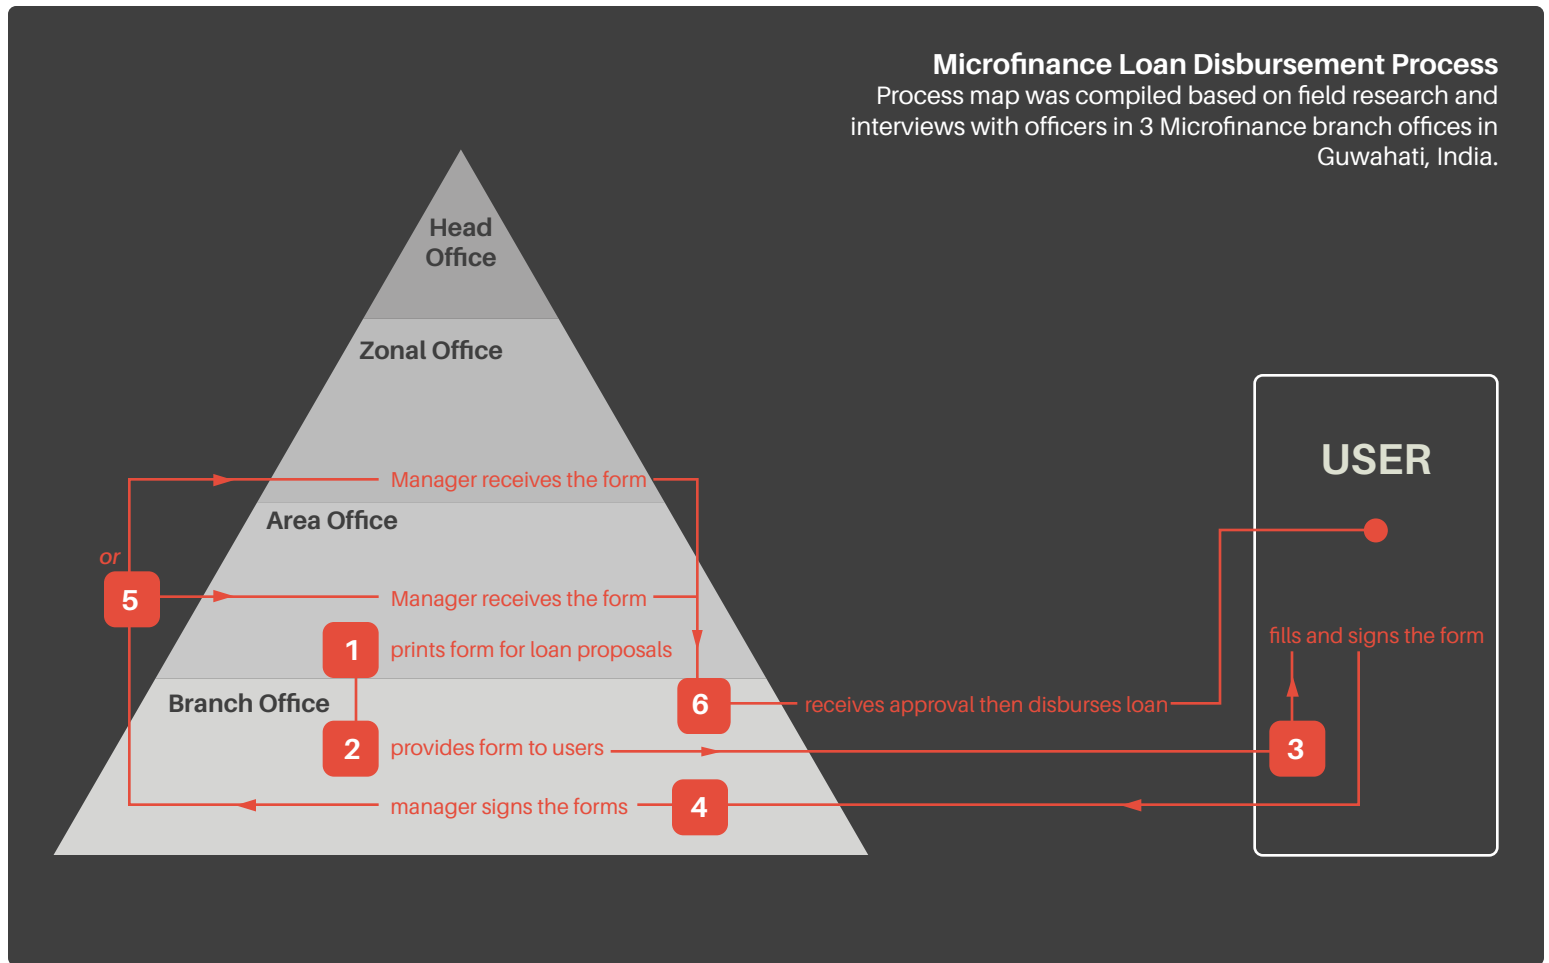 Microfinance Loan Disbursement Process
Process map was compiled based on field research and
interviews with officers in 3 Microfinance branch offices in
Guwahati, India.
Head
Office
Zonal Office
Manager receives the form
Area Office
or
5
Manager receives the form
1
prints form for loan proposals
Branch Office
6
receives approval then disburses loan
2
provides form to users
manager signs the forms
4
USER
fills and signs the form
3